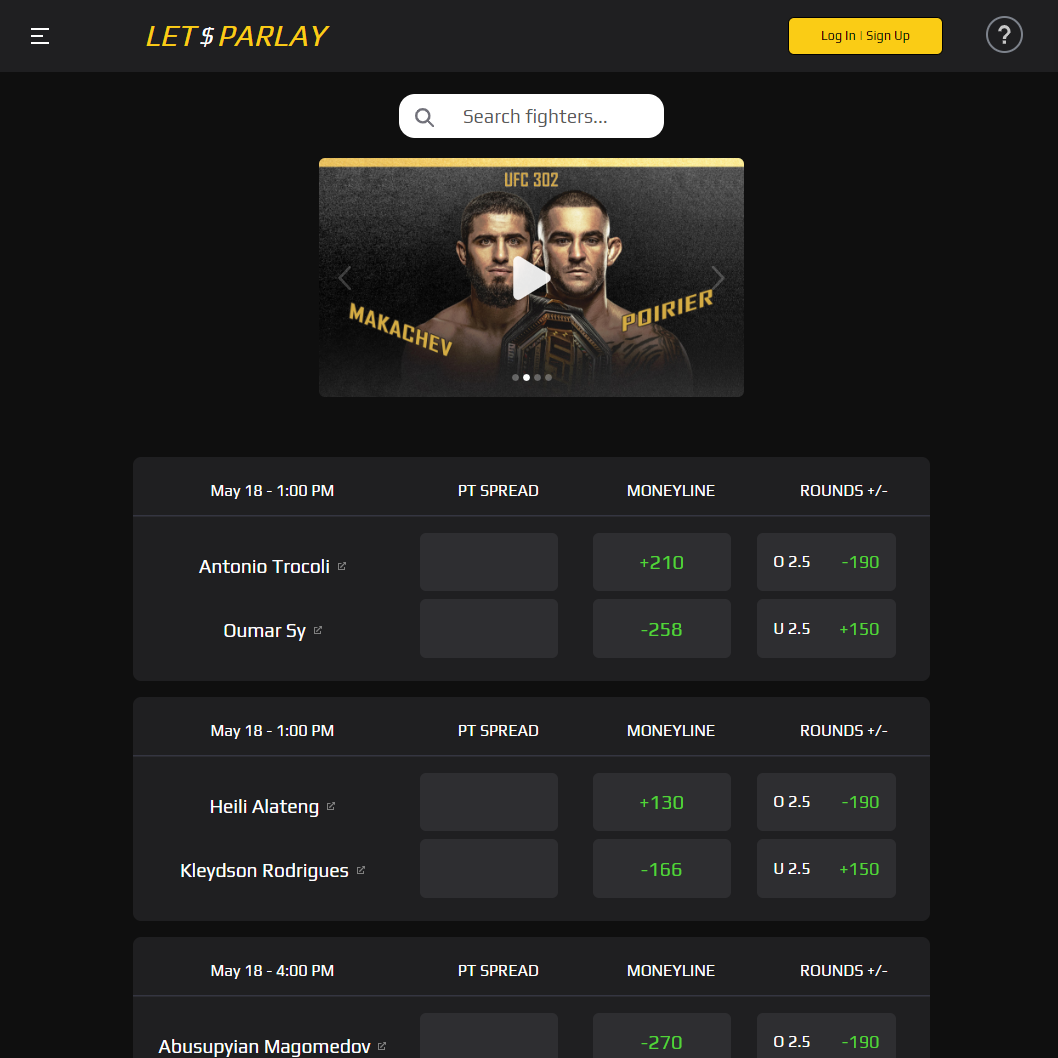 LET$PARLAY
Log In | Sign Up
?
Search fighters...
UFC 302
MAKACHEV
POIRIER
May 18 - 1:00 PM PT SPREAD MONEYLINE ROUNDS +/-
Antonio Trocoli +210 O 2.5 -190
Oumar Sy -258 U 2.5 +150
May 18 - 1:00 PM PT SPREAD MONEYLINE ROUNDS +/-
Heili Alateng +130 O 2.5 -190
Kleydson Rodrigues -166 U 2.5 +150
May 18 - 4:00 PM PT SPREAD MONEYLINE ROUNDS +/-
Abusupyian Magomedov -270 O 2.5 -190